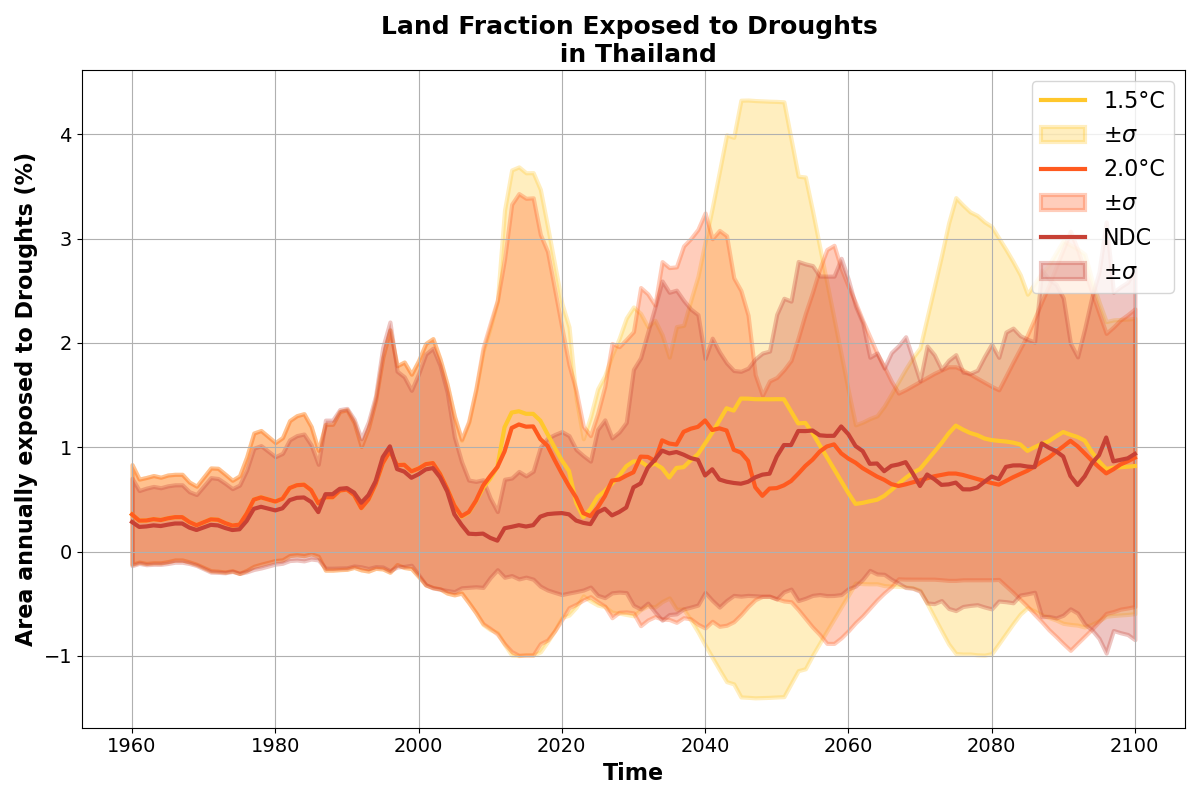 Land Fraction Exposed to Droughts
in Thailand
Area annually exposed to Droughts (%)
4
3
2
1
0
−1
1960 1980 2000 2020 2040 2060 2080 2100
Time
1.5°C
±σ
2.0°C
±σ
NDC
±σ